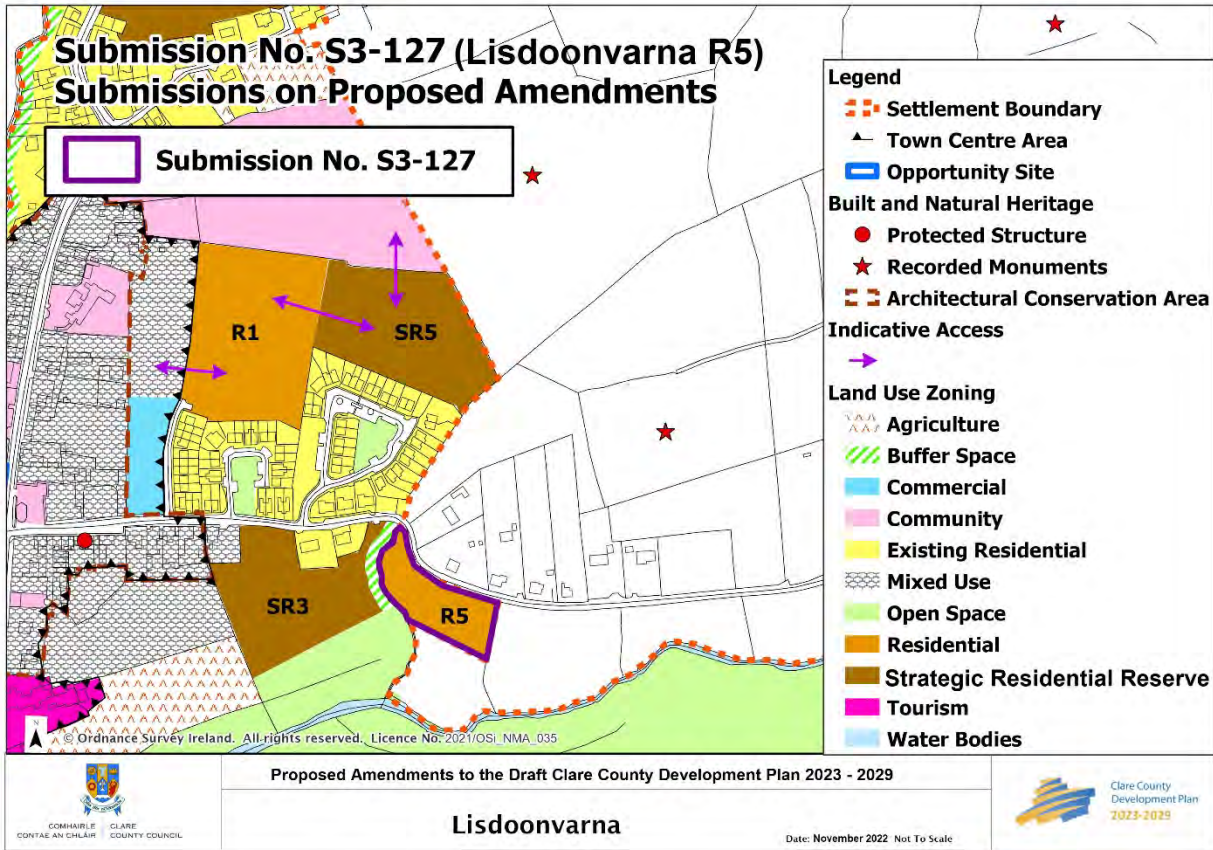 Submission No. S3-127 (Lisdoonvarna R5)
Submissions on Proposed Amendments
Submission No. S3-127
Legend
Settlement Boundary
Town Centre Area
Opportunity Site
Built and Natural Heritage
Protected Structure
Recorded Monuments
Architectural Conservation Area
Indicative Access
Land Use Zoning
Agriculture
Buffer Space
Commercial
Community
Existing Residential
Mixed Use
Open Space
Residential
Strategic Residential Reserve
Tourism
Water Bodies
R1
SR5
SR3
R5
N
© Ordnance Survey Ireland. All rights reserved. Licence No. 2021/OSi_NMA_035
Proposed Amendments to the Draft Clare County Development Plan 2023 - 2029
Lisdoonvarna
Date: November 2022 Not To Scale
COMHAIRLE CLARE
CONTAE AN CHLÁIR COUNTY COUNCIL
Clare County
Development Plan
2023-2029